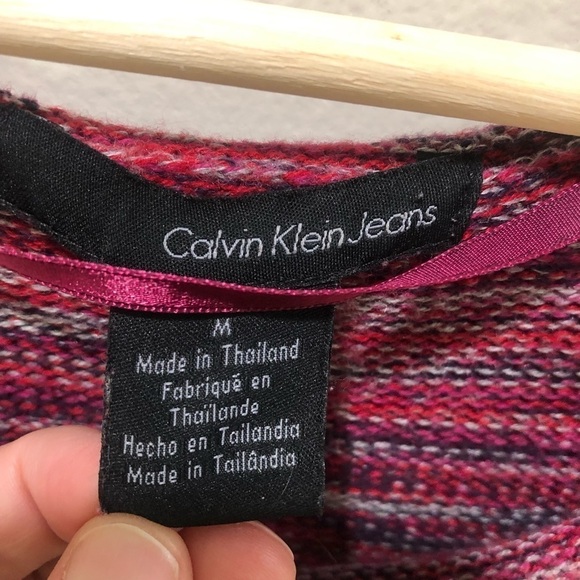 Calvin Klein Jeans
M
Made in Thailand
Fabriqué en
Thaïlande
Hecho en Tailandia
Made in Tailândia